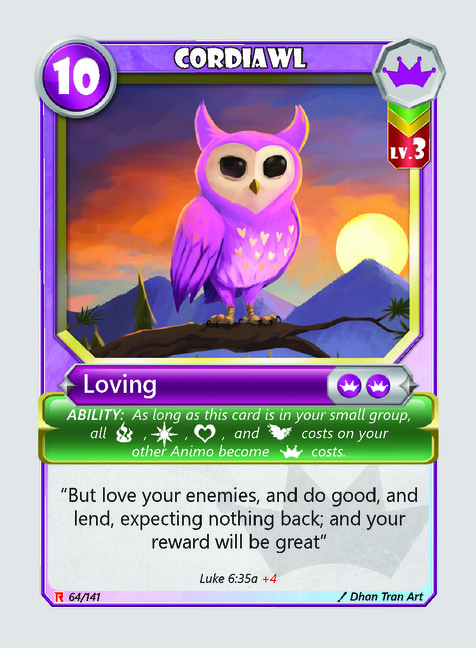 10
CORDIAWL
LV.3
Loving
ABILITY: As long as this card is in your small group,
all , , , and costs on your
other Animo become costs.
“But love your enemies, and do good, and
lend, expecting nothing back; and your
reward will be great“
Luke 6:35a +4
R 64/141
Dhan Tran Art